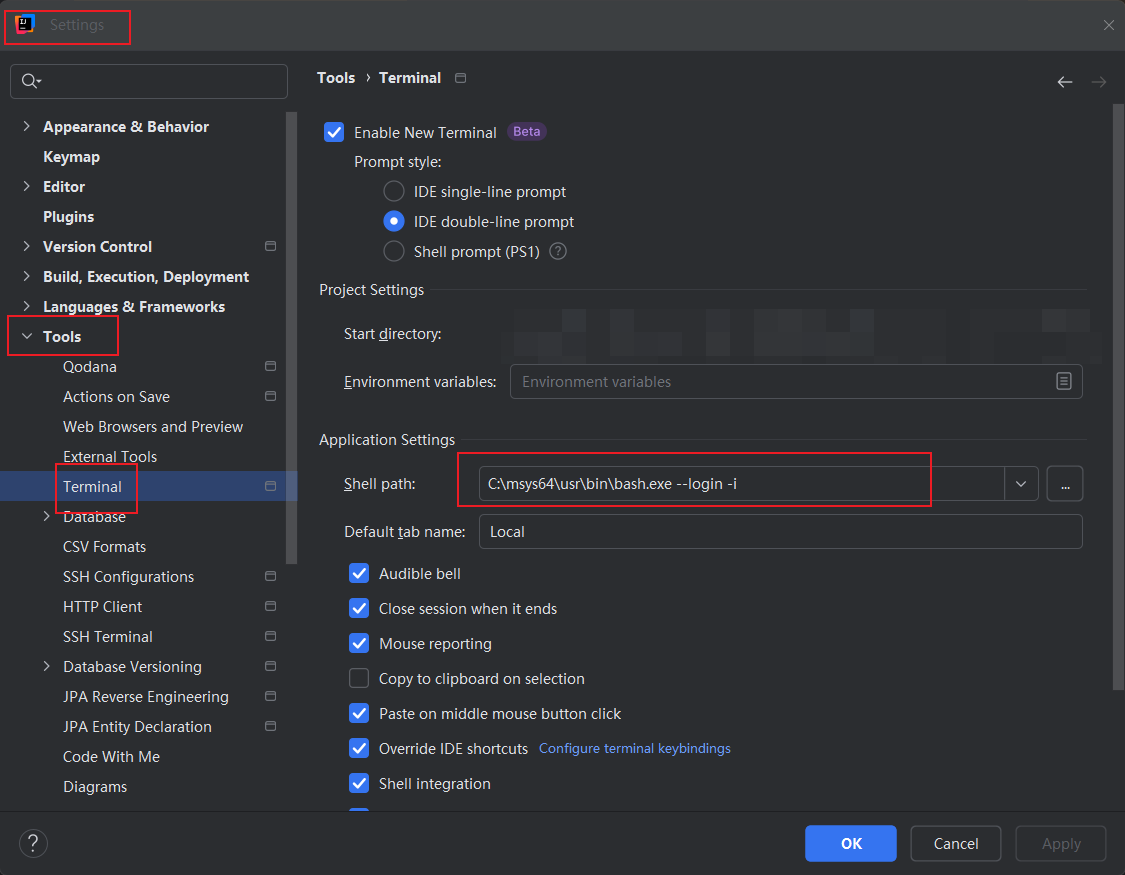 Settings
Tools › Terminal
Appearance & Behavior
Keymap
Editor
Plugins
Version Control
Build, Execution, Deployment
Languages & Frameworks
Tools
Qodana
Actions on Save
Web Browsers and Preview
External Tools
Terminal
Database
CSV Formats
SSH Configurations
HTTP Client
SSH Terminal
Database Versioning
JPA Reverse Engineering
JPA Entity Declaration
Code With Me
Diagrams
Enable New Terminal Beta
Prompt style:
IDE single-line prompt
IDE double-line prompt
Shell prompt (PS1) ?
Project Settings
Start directory:
Environment variables: Environment variables
Application Settings
Shell path: C:\msys64\usr\bin\bash.exe --login -i ...
Default tab name: Local
Audible bell
Close session when it ends
Mouse reporting
Copy to clipboard on selection
Paste on middle mouse button click
Override IDE shortcuts Configure terminal keybindings
Shell integration
? OK Cancel Apply